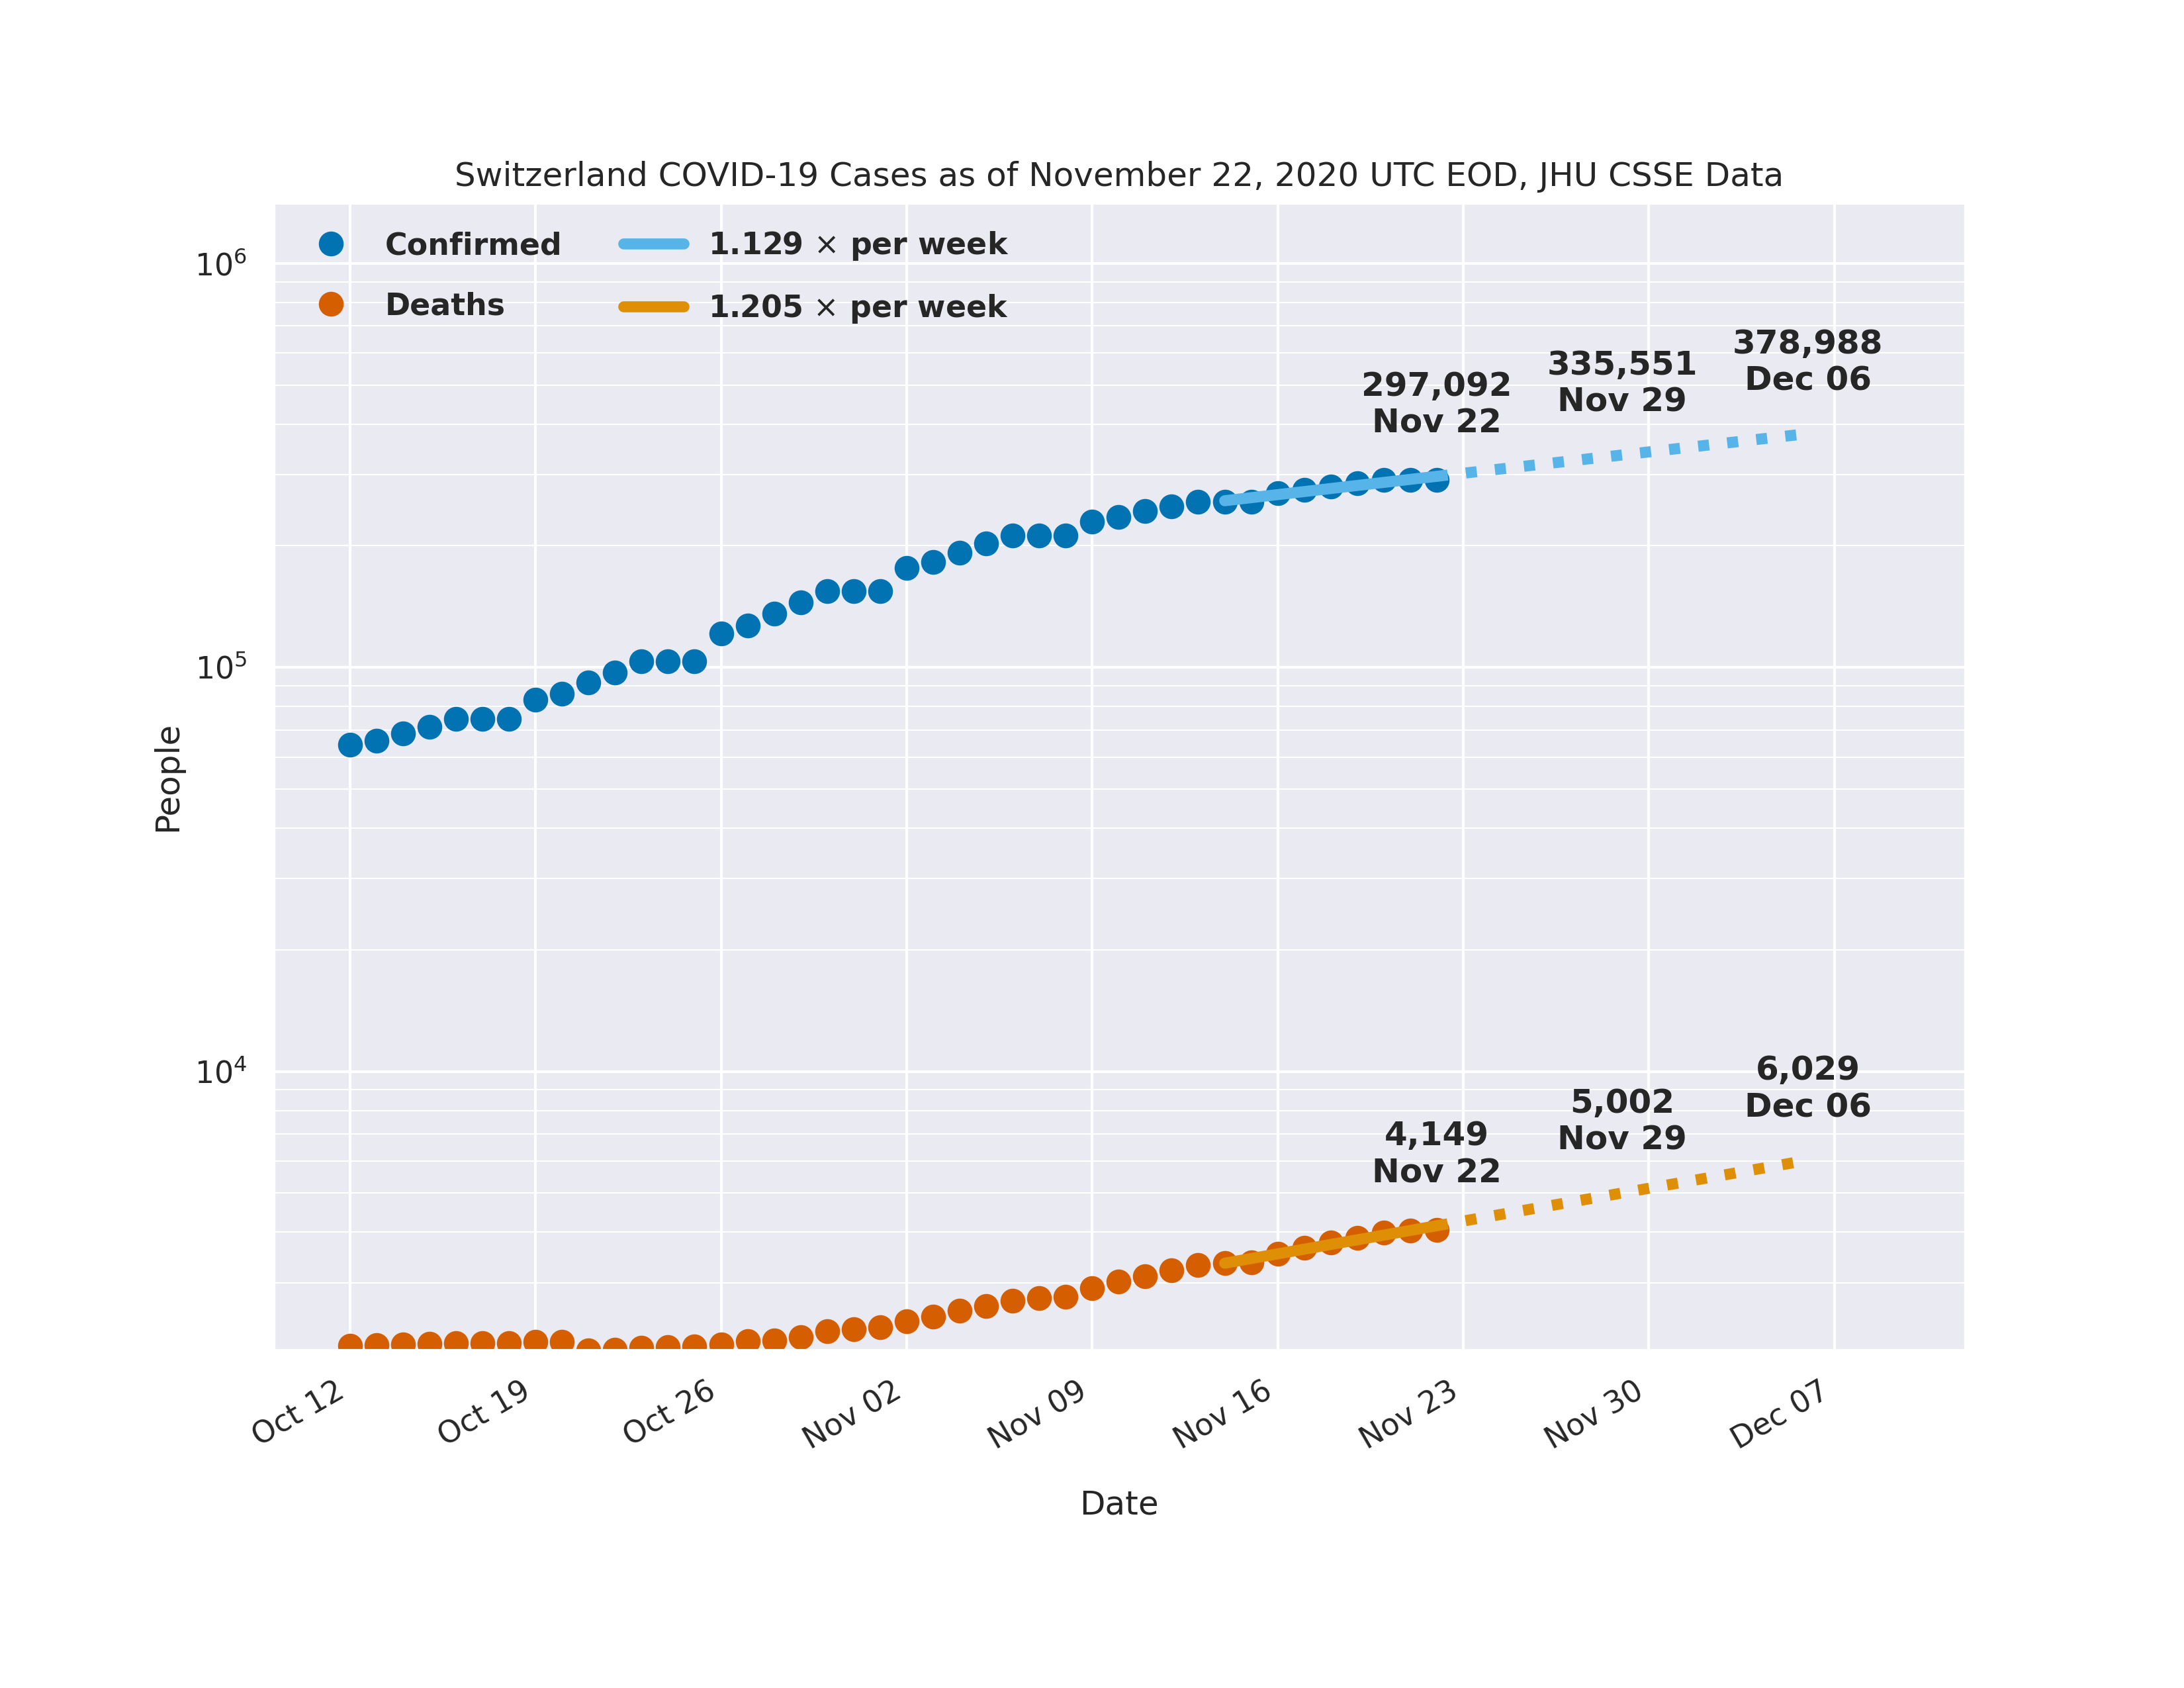 Switzerland COVID-19 Cases as of November 22, 2020 UTC EOD, JHU CSSE Data
Confirmed
Deaths
1.129 × per week
1.205 × per week
10⁶
10⁵
10⁴
People
297,092
Nov 22
335,551
Nov 29
378,988
Dec 06
4,149
Nov 22
5,002
Nov 29
6,029
Dec 06
Oct 12
Oct 19
Oct 26
Nov 02
Nov 09
Nov 16
Nov 23
Nov 30
Dec 07
Date